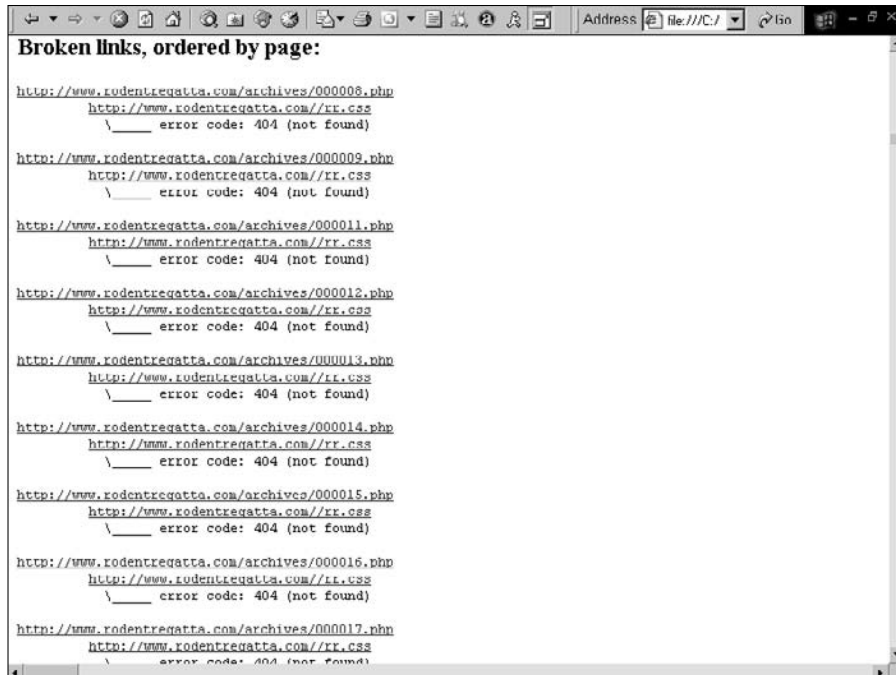 Address file:///C:/ Go
Broken links, ordered by page:
http://www.rodentregatta.com/archives/000008.php
http://www.rodentregatta.com//rr.css
\_____ error code: 404 (not found)
http://www.rodentregatta.com/archives/000009.php
http://www.rodentregatta.com//rr.css
\_____ error code: 404 (not found)
http://www.rodentregatta.com/archives/000011.php
http://www.rodentregatta.com//rr.css
\_____ error code: 404 (not found)
http://www.rodentregatta.com/archives/000012.php
http://www.rodentregatta.com//rr.css
\_____ error code: 404 (not found)
http://www.rodentregatta.com/archives/000013.php
http://www.rodentregatta.com//rr.css
\_____ error code: 404 (not found)
http://www.rodentregatta.com/archives/000014.php
http://www.rodentregatta.com//rr.css
\_____ error code: 404 (not found)
http://www.rodentregatta.com/archives/000015.php
http://www.rodentregatta.com//rr.css
\_____ error code: 404 (not found)
http://www.rodentregatta.com/archives/000016.php
http://www.rodentregatta.com//rr.css
\_____ error code: 404 (not found)
http://www.rodentregatta.com/archives/000017.php
http://www.rodentregatta.com//rr.css
\_____ error code: 404 (not found)